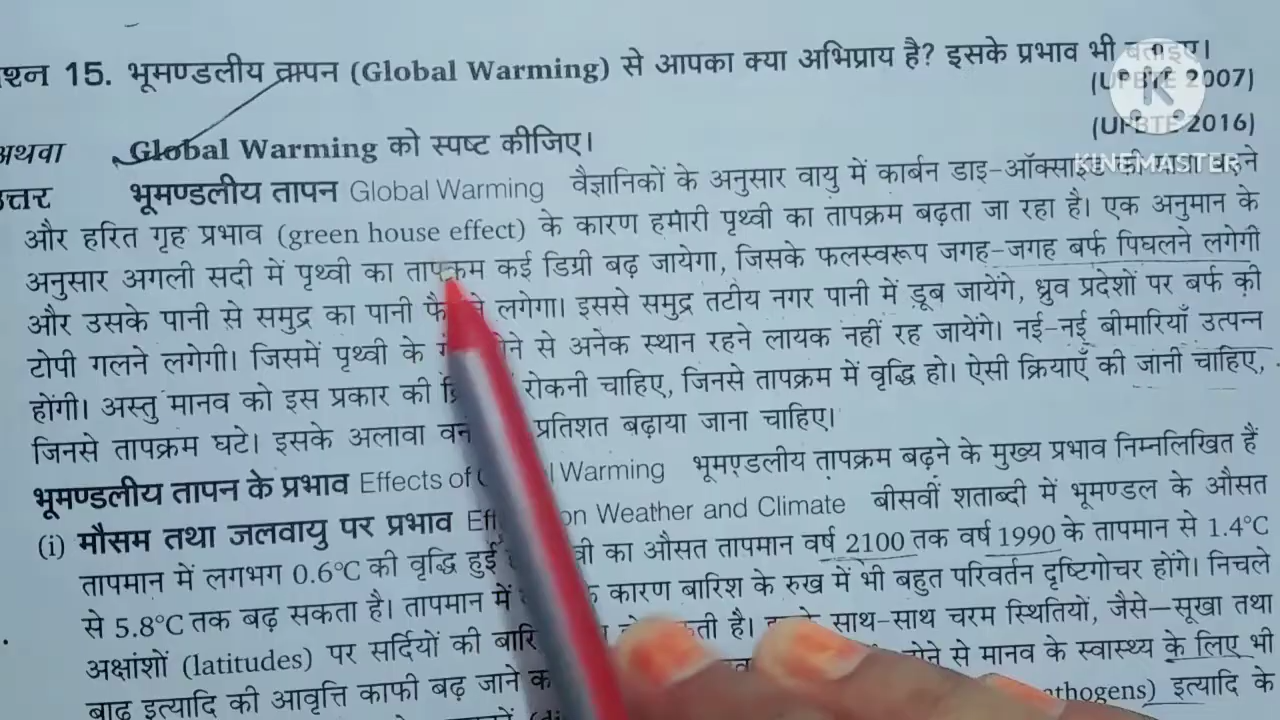 श्न 15. भूमण्डलीय तापन (Global Warming) से आपका क्या अभिप्राय है? इसके प्रभाव भी बताइए।
(UPBTE 2007)
(UPBTE 2016)
अथवा Global Warming को स्पष्ट कीजिए।
त्तर भूमण्डलीय तापन Global Warming वैज्ञानिकों के अनुसार वायु में कार्बन डाइ-ऑक्साइड
KINEMASTER
और हरित गृह प्रभाव (green house effect) के कारण हमारी पृथ्वी का तापक्रम बढ़ता जा रहा है। एक अनुमान के
अनुसार अगली सदी में पृथ्वी का तापक्रम कई डिग्री बढ़ जायेगा, जिसके फलस्वरूप जगह-जगह बर्फ पिघलने लगेगी
और उसके पानी से समुद्र का पानी लगेगा। इससे समुद्र तटीय नगर पानी में डूब जायेंगे, ध्रुव प्रदेशों पर बर्फ की
टोपी गलने लगेगी। जिसमें पृथ्वी के से अनेक स्थान रहने लायक नहीं रह जायेंगे। नई-नई बीमारियाँ उत्पन्न
होंगी। अस्तु मानव को इस प्रकार की रोकनी चाहिए, जिनसे तापक्रम में वृद्धि हो। ऐसी क्रियाएँ की जानी चाहिए,
जिनसे तापक्रम घटे। इसके अलावा प्रतिशत बढ़ाया जाना चाहिए।
भूमण्डलीय तापन के प्रभाव Effects of Warming भूमण्डलीय तापक्रम बढ़ने के मुख्य प्रभाव निम्नलिखित हैं
(i) मौसम तथा जलवायु पर प्रभाव on Weather and Climate बीसवीं शताब्दी में भूमण्डल के औसत
तापमान में लगभग 0.6°C की वृद्धि हुई का औसत तापमान वर्ष 2100 तक वर्ष 1990 के तापमान से 1.4°C
से 5.8°C तक बढ़ सकता है। तापमान में कारण बारिश के रुख में भी बहुत परिवर्तन दृष्टिगोचर होंगे। निचले
अक्षांशों (latitudes) पर सर्दियों की है। साथ-साथ चरम स्थितियों, जैसे—सूखा तथा
बाढ़ इत्यादि की आवृत्ति काफी बढ़ जाने होने से मानव के स्वास्थ्य के लिए भी
इत्यादि के